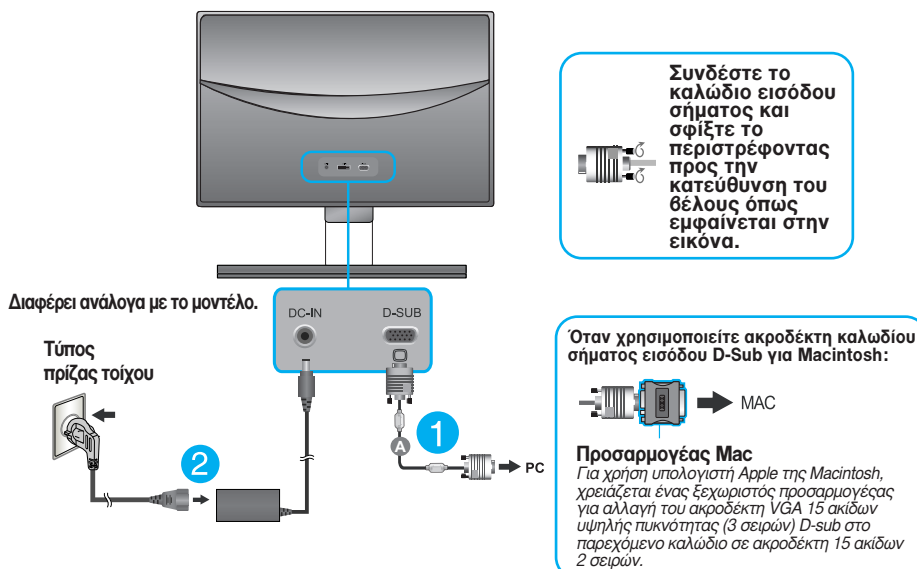 Συνδέστε το
καλώδιο εισόδου
σήματος και
σφίξτε το
περιστρέφοντας
προς την
κατεύθυνση του
βέλους όπως
εμφαίνεται στην
εικόνα.
Διαφέρει ανάλογα με το μοντέλο.
DC-IN
D-SUB
Τύπος
πρίζας τοίχου
2
A
1
PC
Όταν χρησιμοποιείτε ακροδέκτη καλωδίου
σήματος εισόδου D-Sub για Macintosh:
MAC
Προσαρμογέας Mac
Για χρήση υπολογιστή Apple της Macintosh,
χρειάζεται ένας ξεχωριστός προσαρμογέςας
για αλλαγή του ακροδέκτη VGA 15 ακίδων
υψηλής πυκνότητας (3 σειρών) D-sub στο
παρεχόμενο καλώδιο σε ακροδέκτη 15 ακίδων
2 σειρών.